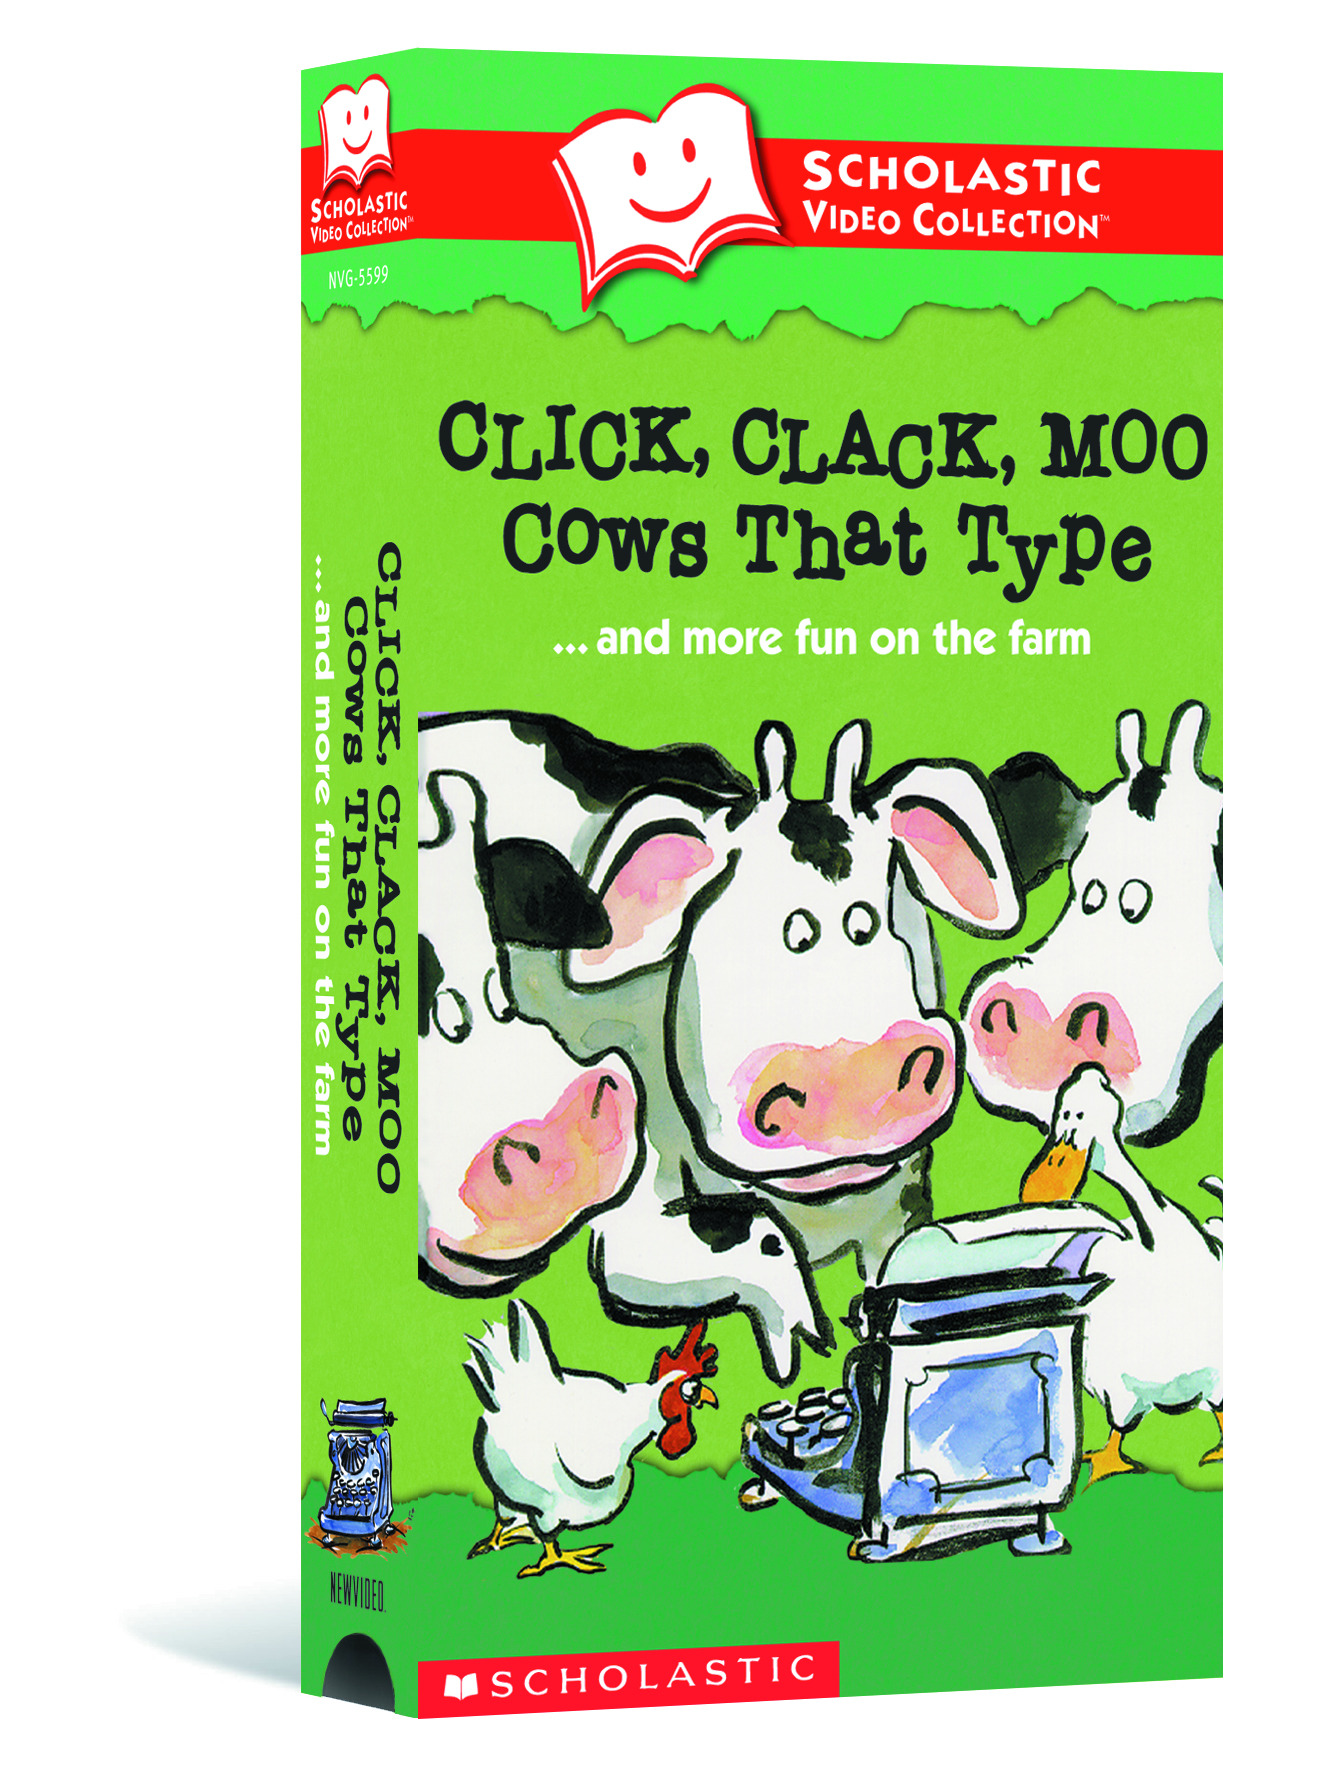 SCHOLASTIC
VIDEO COLLECTION™
NVG-5599
CLICK, CLACK, MOO
Cows That Type
...and more fun on the farm
NEWVIDEO
SCHOLASTIC
VIDEO COLLECTION™
CLICK, CLACK, MOO
Cows That Type
...and more fun on the farm
SCHOLASTIC